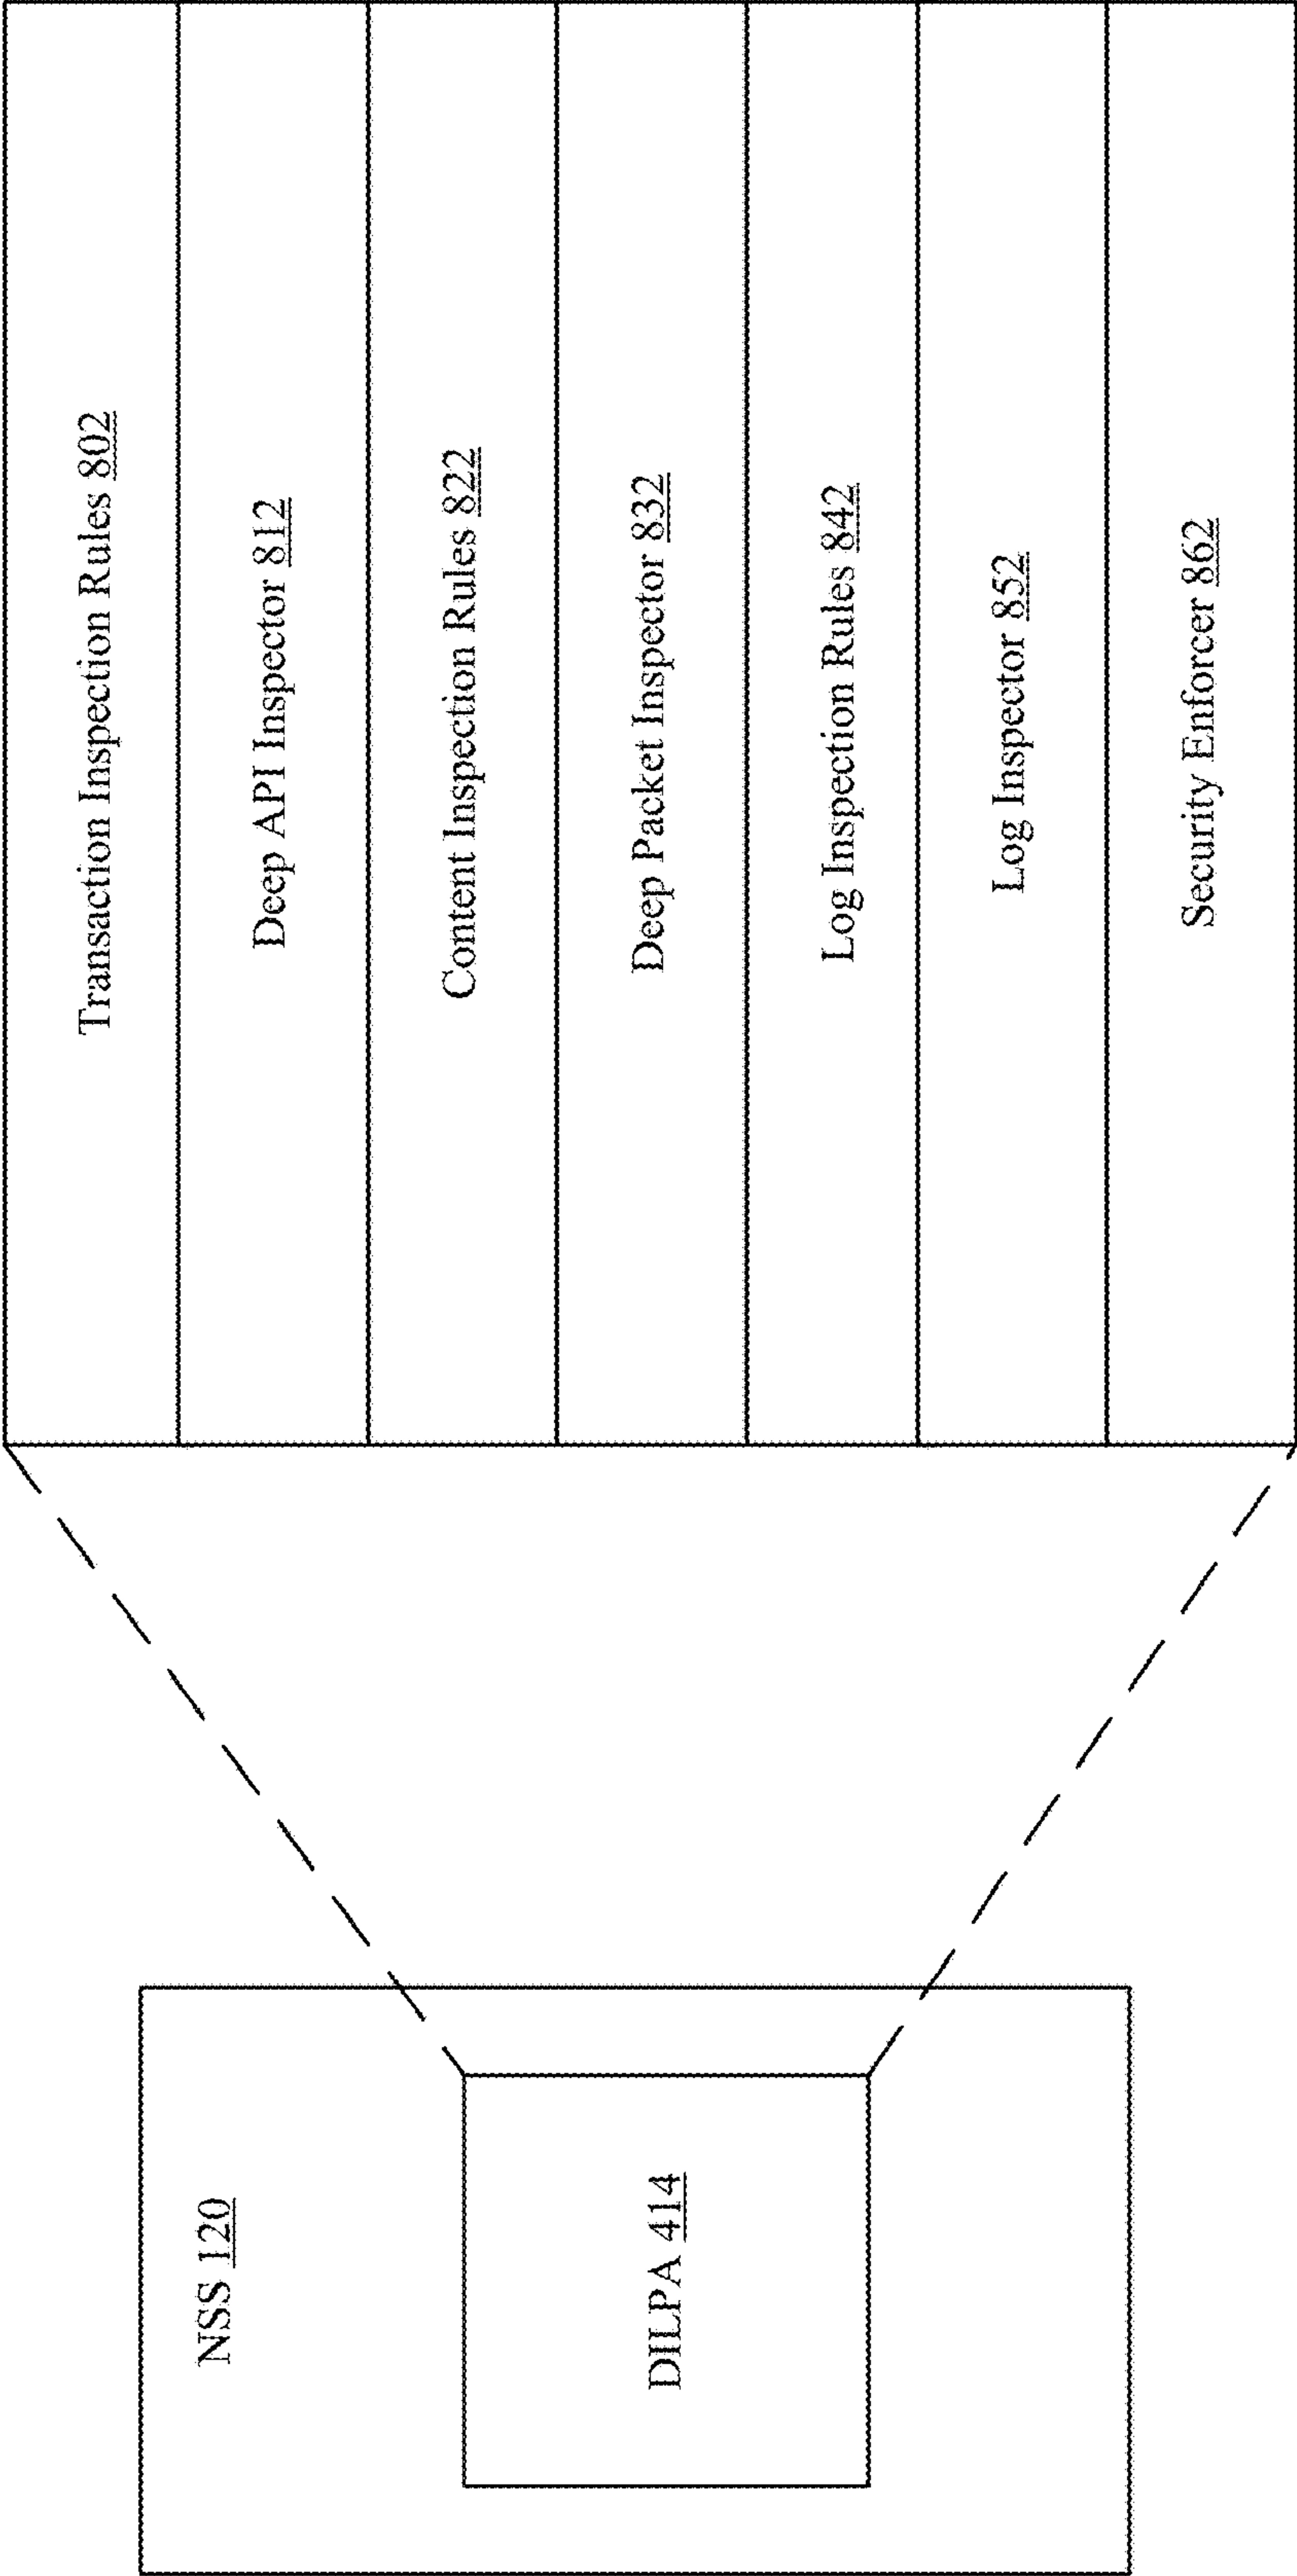 NSS 120
DILPA 414
Transaction Inspection Rules 802
Deep API Inspector 812
Content Inspection Rules 822
Deep Packet Inspector 832
Log Inspection Rules 842
Log Inspector 852
Security Enforcer 862